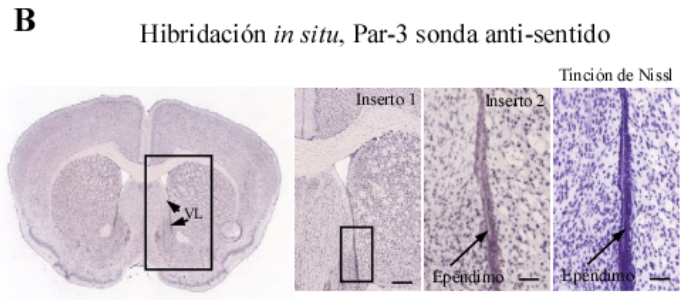 B
Hibridación in situ, Par-3 sonda anti-sentido
Tinción de Nissl
Inserto 1
Inserto 2
VL
Epéndimo
Epéndimo